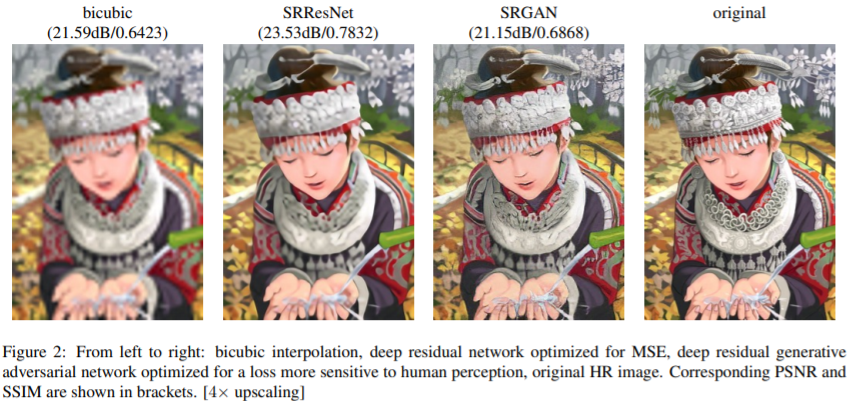 bicubic
(21.59dB/0.6423)
SRResNet
(23.53dB/0.7832)
SRGAN
(21.15dB/0.6868)
original
Figure 2: From left to right: bicubic interpolation, deep residual network optimized for MSE, deep residual generative
adversarial network optimized for a loss more sensitive to human perception, original HR image. Corresponding PSNR and
SSIM are shown in brackets. [4× upscaling]